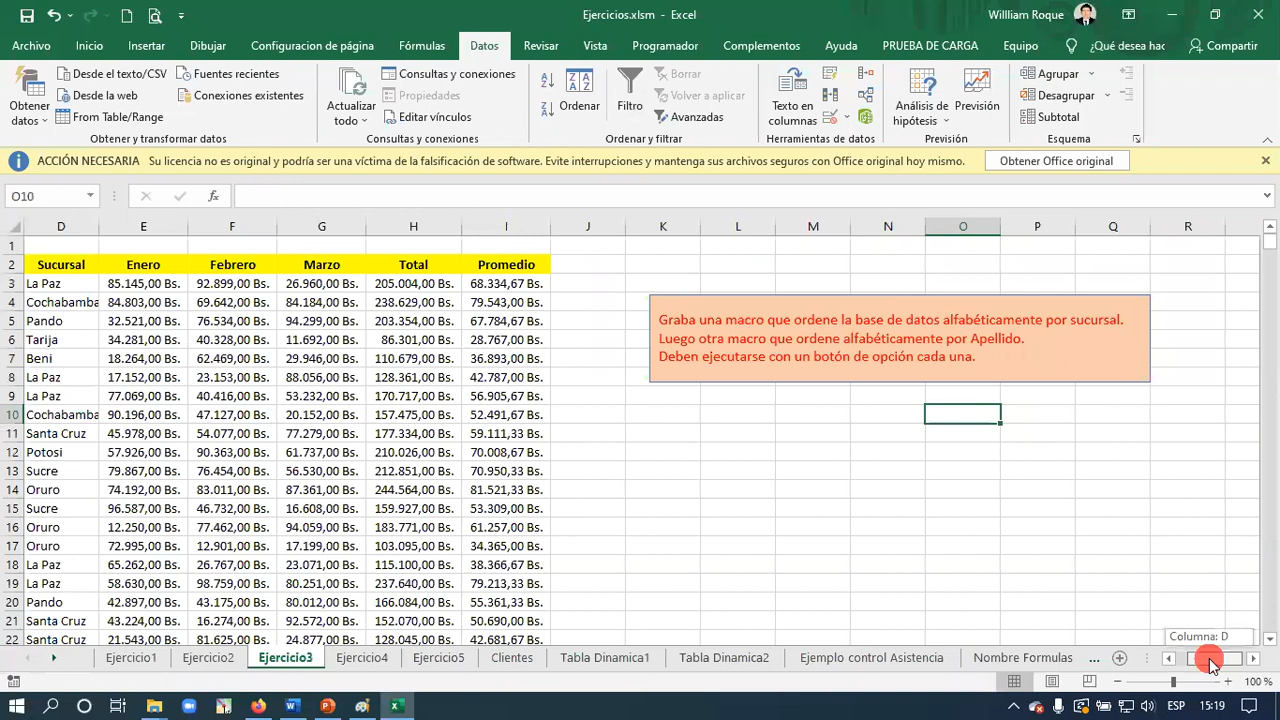 Ejercicios.xlsm - Excel
Willliam Roque
Archivo Inicio Insertar Dibujar Configuracion de página Fórmulas Datos Revisar Vista Programador Complementos Ayuda PRUEBA DE CARGA Equipo ¿Qué desea hac Compartir
Obtener datos
Desde el texto/CSV
Desde la web
From Table/Range
Fuentes recientes
Conexiones existentes
Obtener y transformar datos
Actualizar todo
Consultas y conexiones
Propiedades
Editar vínculos
Consultas y conexiones
Ordenar
Filtro
Borrar
Volver a aplicar
Avanzadas
Ordenar y filtrar
Texto en columnas
Herramientas de datos
Análisis de hipótesis
Previsión
Previsión
Agrupar
Desagrupar
Subtotal
Esquema
ACCIÓN NECESARIA Su licencia no es original y podría ser una víctima de la falsificación de software. Evite interrupciones y mantenga sus archivos seguros con Office original hoy mismo. Obtener Office original
O10 fx
D E F G H I J K L M N O P Q R
1
2 Sucursal Enero Febrero Marzo Total Promedio
3 La Paz 85.145,00 Bs. 92.899,00 Bs. 26.960,00 Bs. 205.004,00 Bs. 68.334,67 Bs.
4 Cochabamba 84.803,00 Bs. 69.642,00 Bs. 84.184,00 Bs. 238.629,00 Bs. 79.543,00 Bs.
5 Pando 32.521,00 Bs. 76.534,00 Bs. 94.299,00 Bs. 203.354,00 Bs. 67.784,67 Bs.
6 Tarija 34.281,00 Bs. 40.328,00 Bs. 11.692,00 Bs. 86.301,00 Bs. 28.767,00 Bs.
7 Beni 18.264,00 Bs. 62.469,00 Bs. 29.946,00 Bs. 110.679,00 Bs. 36.893,00 Bs.
8 La Paz 17.152,00 Bs. 23.153,00 Bs. 88.056,00 Bs. 128.361,00 Bs. 42.787,00 Bs.
9 La Paz 77.069,00 Bs. 40.416,00 Bs. 53.232,00 Bs. 170.717,00 Bs. 56.905,67 Bs.
10 Cochabamba 90.196,00 Bs. 47.127,00 Bs. 20.152,00 Bs. 157.475,00 Bs. 52.491,67 Bs.
11 Santa Cruz 45.978,00 Bs. 54.077,00 Bs. 77.279,00 Bs. 177.334,00 Bs. 59.111,33 Bs.
12 Potosi 57.926,00 Bs. 90.363,00 Bs. 61.737,00 Bs. 210.026,00 Bs. 70.008,67 Bs.
13 Sucre 79.867,00 Bs. 76.454,00 Bs. 56.530,00 Bs. 212.851,00 Bs. 70.950,33 Bs.
14 Oruro 74.192,00 Bs. 83.011,00 Bs. 87.361,00 Bs. 244.564,00 Bs. 81.521,33 Bs.
15 Sucre 96.587,00 Bs. 46.732,00 Bs. 16.608,00 Bs. 159.927,00 Bs. 53.309,00 Bs.
16 Oruro 12.250,00 Bs. 77.462,00 Bs. 94.059,00 Bs. 183.771,00 Bs. 61.257,00 Bs.
17 Oruro 72.995,00 Bs. 12.901,00 Bs. 17.199,00 Bs. 103.095,00 Bs. 34.365,00 Bs.
18 La Paz 65.262,00 Bs. 26.767,00 Bs. 23.071,00 Bs. 115.100,00 Bs. 38.366,67 Bs.
19 La Paz 58.630,00 Bs. 98.759,00 Bs. 80.251,00 Bs. 237.640,00 Bs. 79.213,33 Bs.
20 Pando 42.897,00 Bs. 43.175,00 Bs. 80.012,00 Bs. 166.084,00 Bs. 55.361,33 Bs.
21 Santa Cruz 43.224,00 Bs. 16.274,00 Bs. 92.572,00 Bs. 152.070,00 Bs. 50.690,00 Bs.
22 Santa Cruz 21.543,00 Bs. 81.625,00 Bs. 24.877,00 Bs. 128.045,00 Bs. 42.681,67 Bs.
Graba una macro que ordene la base de datos alfabéticamente por sucursal.
Luego otra macro que ordene alfabéticamente por Apellido.
Deben ejecutarse con un botón de opción cada una.
Columna: D
Ejercicio1 Ejercicio2 Ejercicio3 Ejercicio4 Ejercicio5 Clientes Tabla Dinamica1 Tabla Dinamica2 Ejemplo control Asistencia Nombre Formulas ...
100 %
ESP 15:19